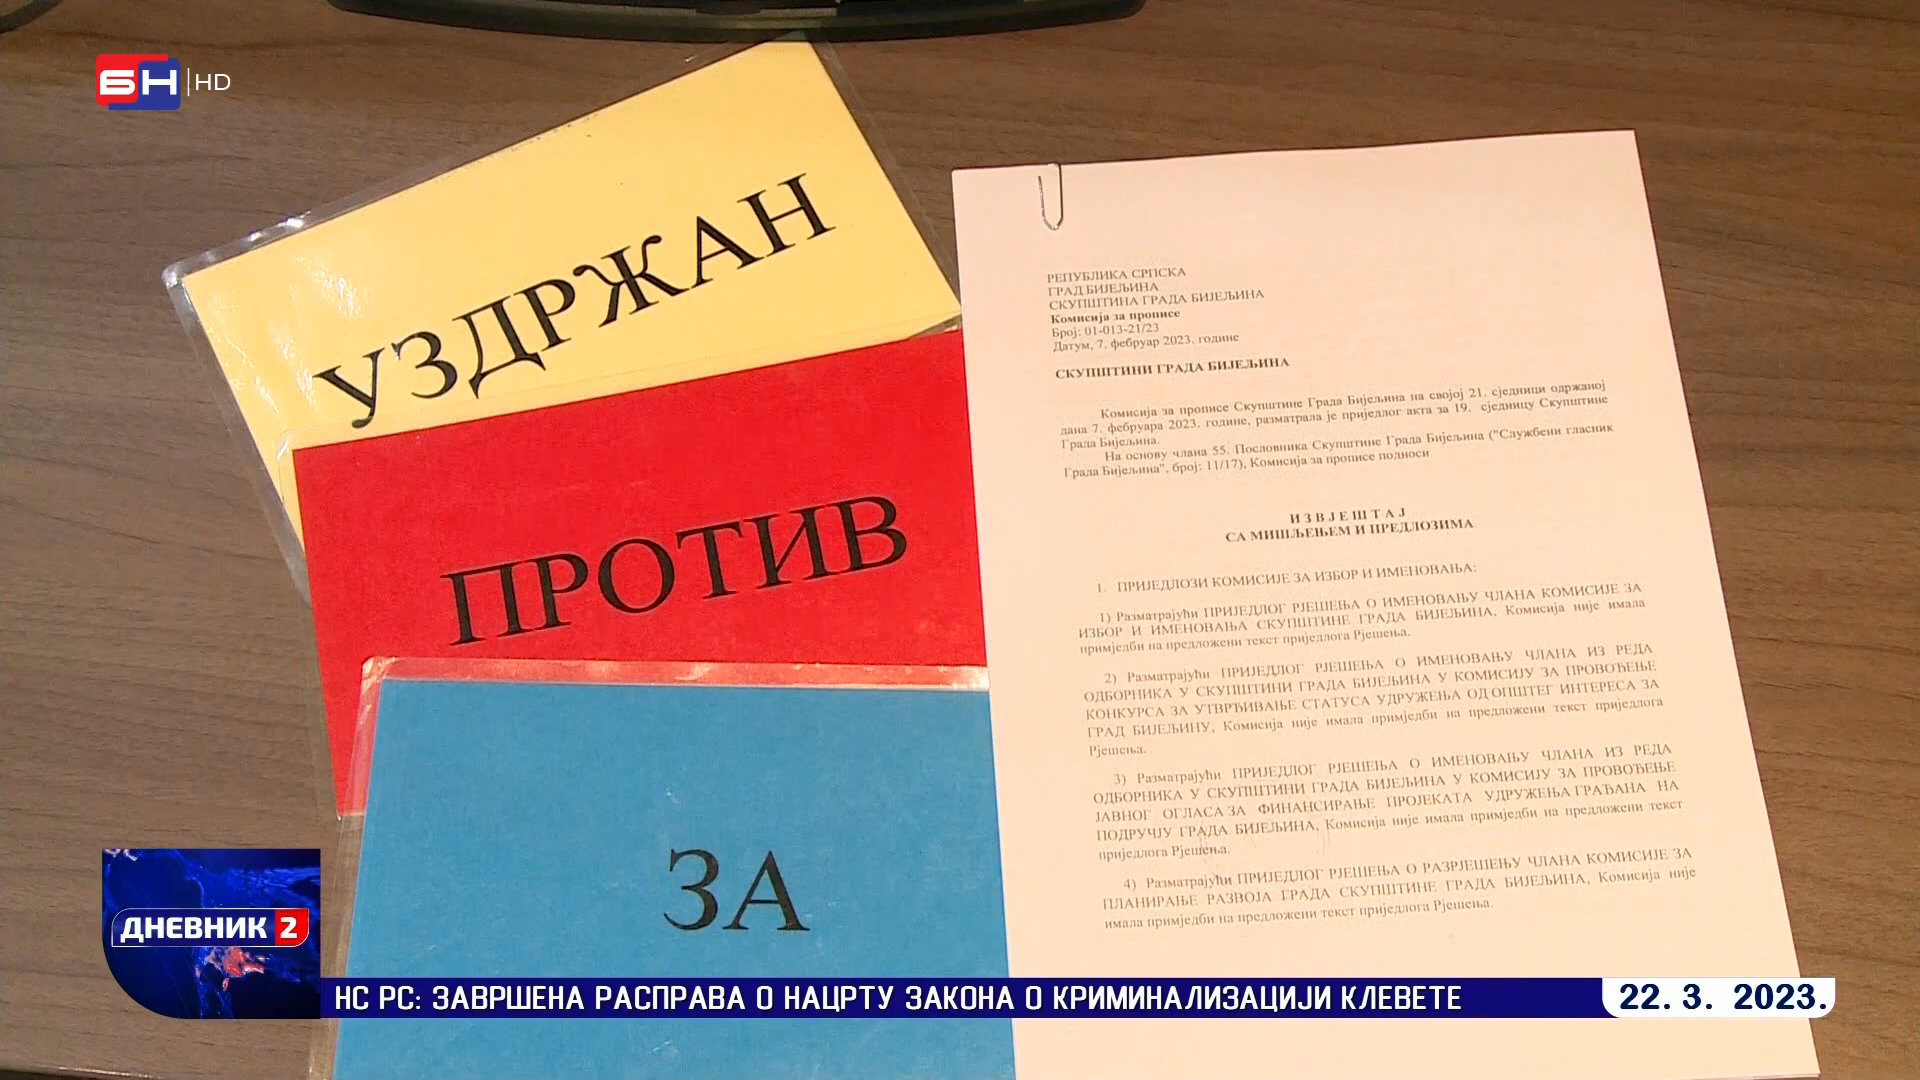 БН HD
УЗДРЖАН
ПРОТИВ
ЗА
РЕПУБЛИКА СРПСКА
ГРАД БИЈЕЉИНА
СКУПШТИНА ГРАДА БИЈЕЉИНА
Комисија за прописе
Број: 01-013-21/23
Датум, 7. фебруар 2023. године
СКУПШТИНИ ГРАДА БИЈЕЉИНА
Комисија за прописе Скупштине Града Бијељина на својој 21. сједници одржаној
дана 7. фебруара 2023. године, разматрала је приједлог акта за 19. сједницу Скупштине
Града Бијељина.
На основу члана 55. Пословника Скупштине Града Бијељина ("Службени гласник
Града Бијељина", број: 11/17), Комисија за прописе подноси
И З В Ј Е Ш Т А Ј
СА МИШЉЕЊЕМ И ПРЕДЛОЗИМА
1. ПРИЈЕДЛОЗИ КОМИСИЈЕ ЗА ИЗБОР И ИМЕНОВАЊА:
1) Разматрајући ПРИЈЕДЛОГ РЈЕШЕЊА О ИМЕНОВАЊУ ЧЛАНА КОМИСИЈЕ ЗА
ИЗБОР И ИМЕНОВАЊА СКУПШТИНЕ ГРАДА БИЈЕЉИНА, Комисија није имала
примједби на предложени текст приједлога Рјешења.
2) Разматрајући ПРИЈЕДЛОГ РЈЕШЕЊА О ИМЕНОВАЊУ ЧЛАНА ИЗ РЕДА
ОДБОРНИКА У СКУПШТИНИ ГРАДА БИЈЕЉИНА У КОМИСИЈУ ЗА ПРОВОЂЕЊЕ
КОНКУРСА ЗА УТВРЂИВАЊЕ СТАТУСА УДРУЖЕЊА ОД ОПШТЕГ ИНТЕРЕСА ЗА
ГРАД БИЈЕЉИНУ, Комисија није имала примједби на предложени текст приједлога
Рјешења.
3) Разматрајући ПРИЈЕДЛОГ РЈЕШЕЊА О ИМЕНОВАЊУ ЧЛАНА ИЗ РЕДА
ОДБОРНИКА У СКУПШТИНИ ГРАДА БИЈЕЉИНА У КОМИСИЈУ ЗА ПРОВОЂЕЊЕ
ЈАВНОГ ОГЛАСА ЗА ФИНАНСИРАЊЕ ПРОЈЕКАТА УДРУЖЕЊА ГРАЂАНА НА
ПОДРУЧЈУ ГРАДА БИЈЕЉИНА, Комисија није имала примједби на предложени текст
приједлога Рјешења.
4) Разматрајући ПРИЈЕДЛОГ РЈЕШЕЊА О РАЗРЈЕШЕЊУ ЧЛАНА КОМИСИЈЕ ЗА
ПЛАНИРАЊЕ РАЗВОЈА ГРАДА СКУПШТИНЕ ГРАДА БИЈЕЉИНА, Комисија није
имала примједби на предложени текст приједлога Рјешења.
ДНЕВНИК 2
НС РС: ЗАВРШЕНА РАСПРАВА О НАЦРТУ ЗАКОНА О КРИМИНАЛИЗАЦИЈИ КЛЕВЕТЕ
22. 3. 2023.